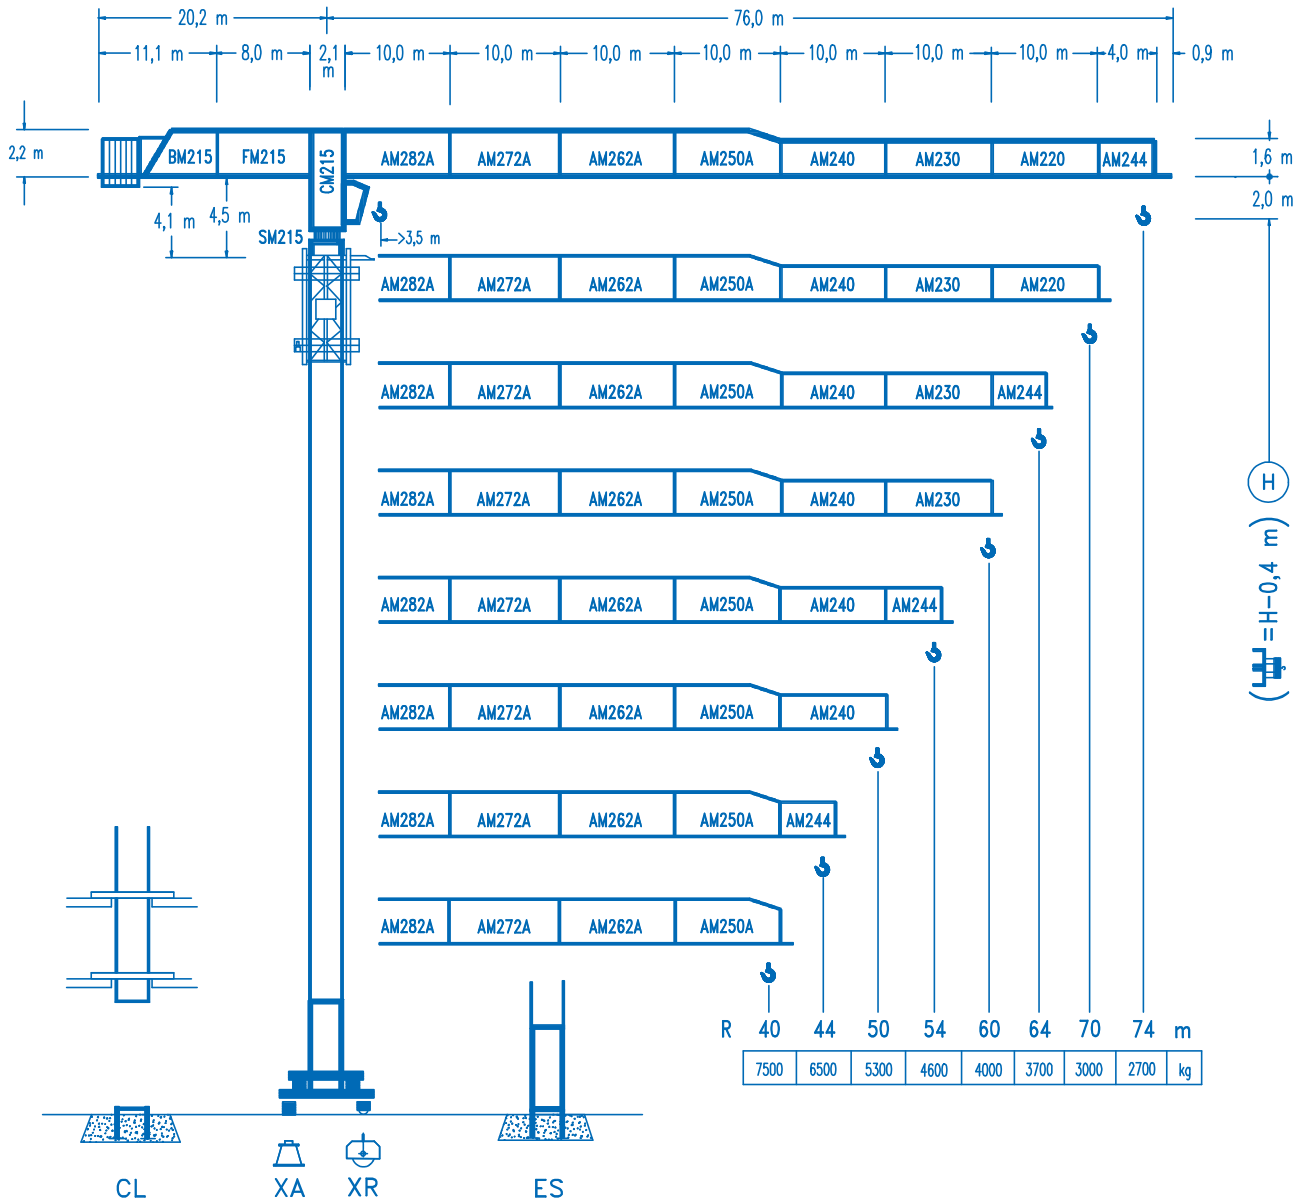 20,2 m 76,0 m
11,1 m 8,0 m 2,1 m 10,0 m 10,0 m 10,0 m 10,0 m 10,0 m 10,0 m 10,0 m 4,0 m 0,9 m
2,2 m BM215 FM215 CM215 AM282A AM272A AM262A AM250A AM240 AM230 AM220 AM244 1,6 m
4,1 m 4,5 m 2,0 m
SM215 >3,5 m
AM282A AM272A AM262A AM250A AM240 AM230 AM220
AM282A AM272A AM262A AM250A AM240 AM230 AM244
H
AM282A AM272A AM262A AM250A AM240 AM230
(=H-0,4 m)
AM282A AM272A AM262A AM250A AM240 AM244
AM282A AM272A AM262A AM250A AM240
AM282A AM272A AM262A AM250A AM244
AM282A AM272A AM262A AM250A
R 40 44 50 54 60 64 70 74 m
7500 6500 5300 4600 4000 3700 3000 2700 kg
CL XA XR ES